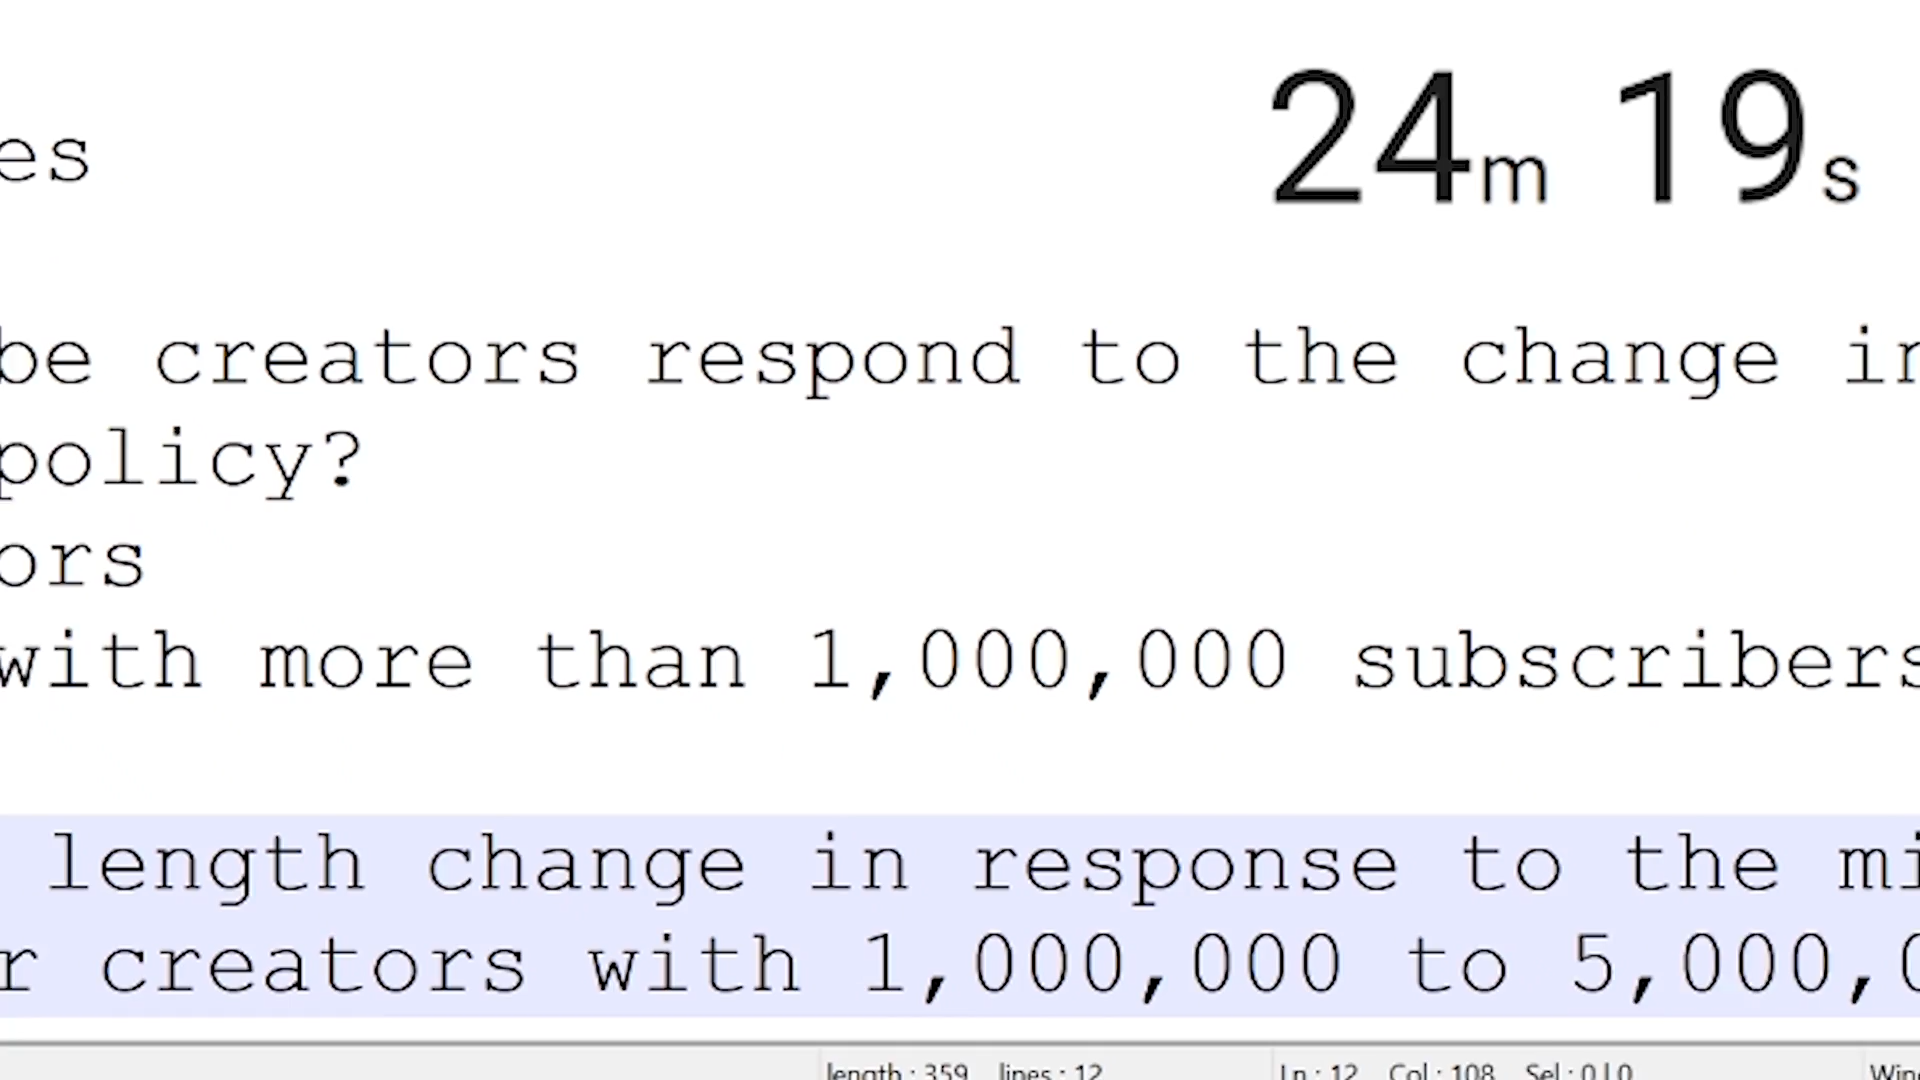 24m 19s
es
be creators respond to the change in
policy?
ors
with more than 1,000,000 subscribers
length change in response to the mi
r creators with 1,000,000 to 5,000,0
length : 359 lines : 12 Ln : 12 Col : 108 Sel : 0 | 0 Wind